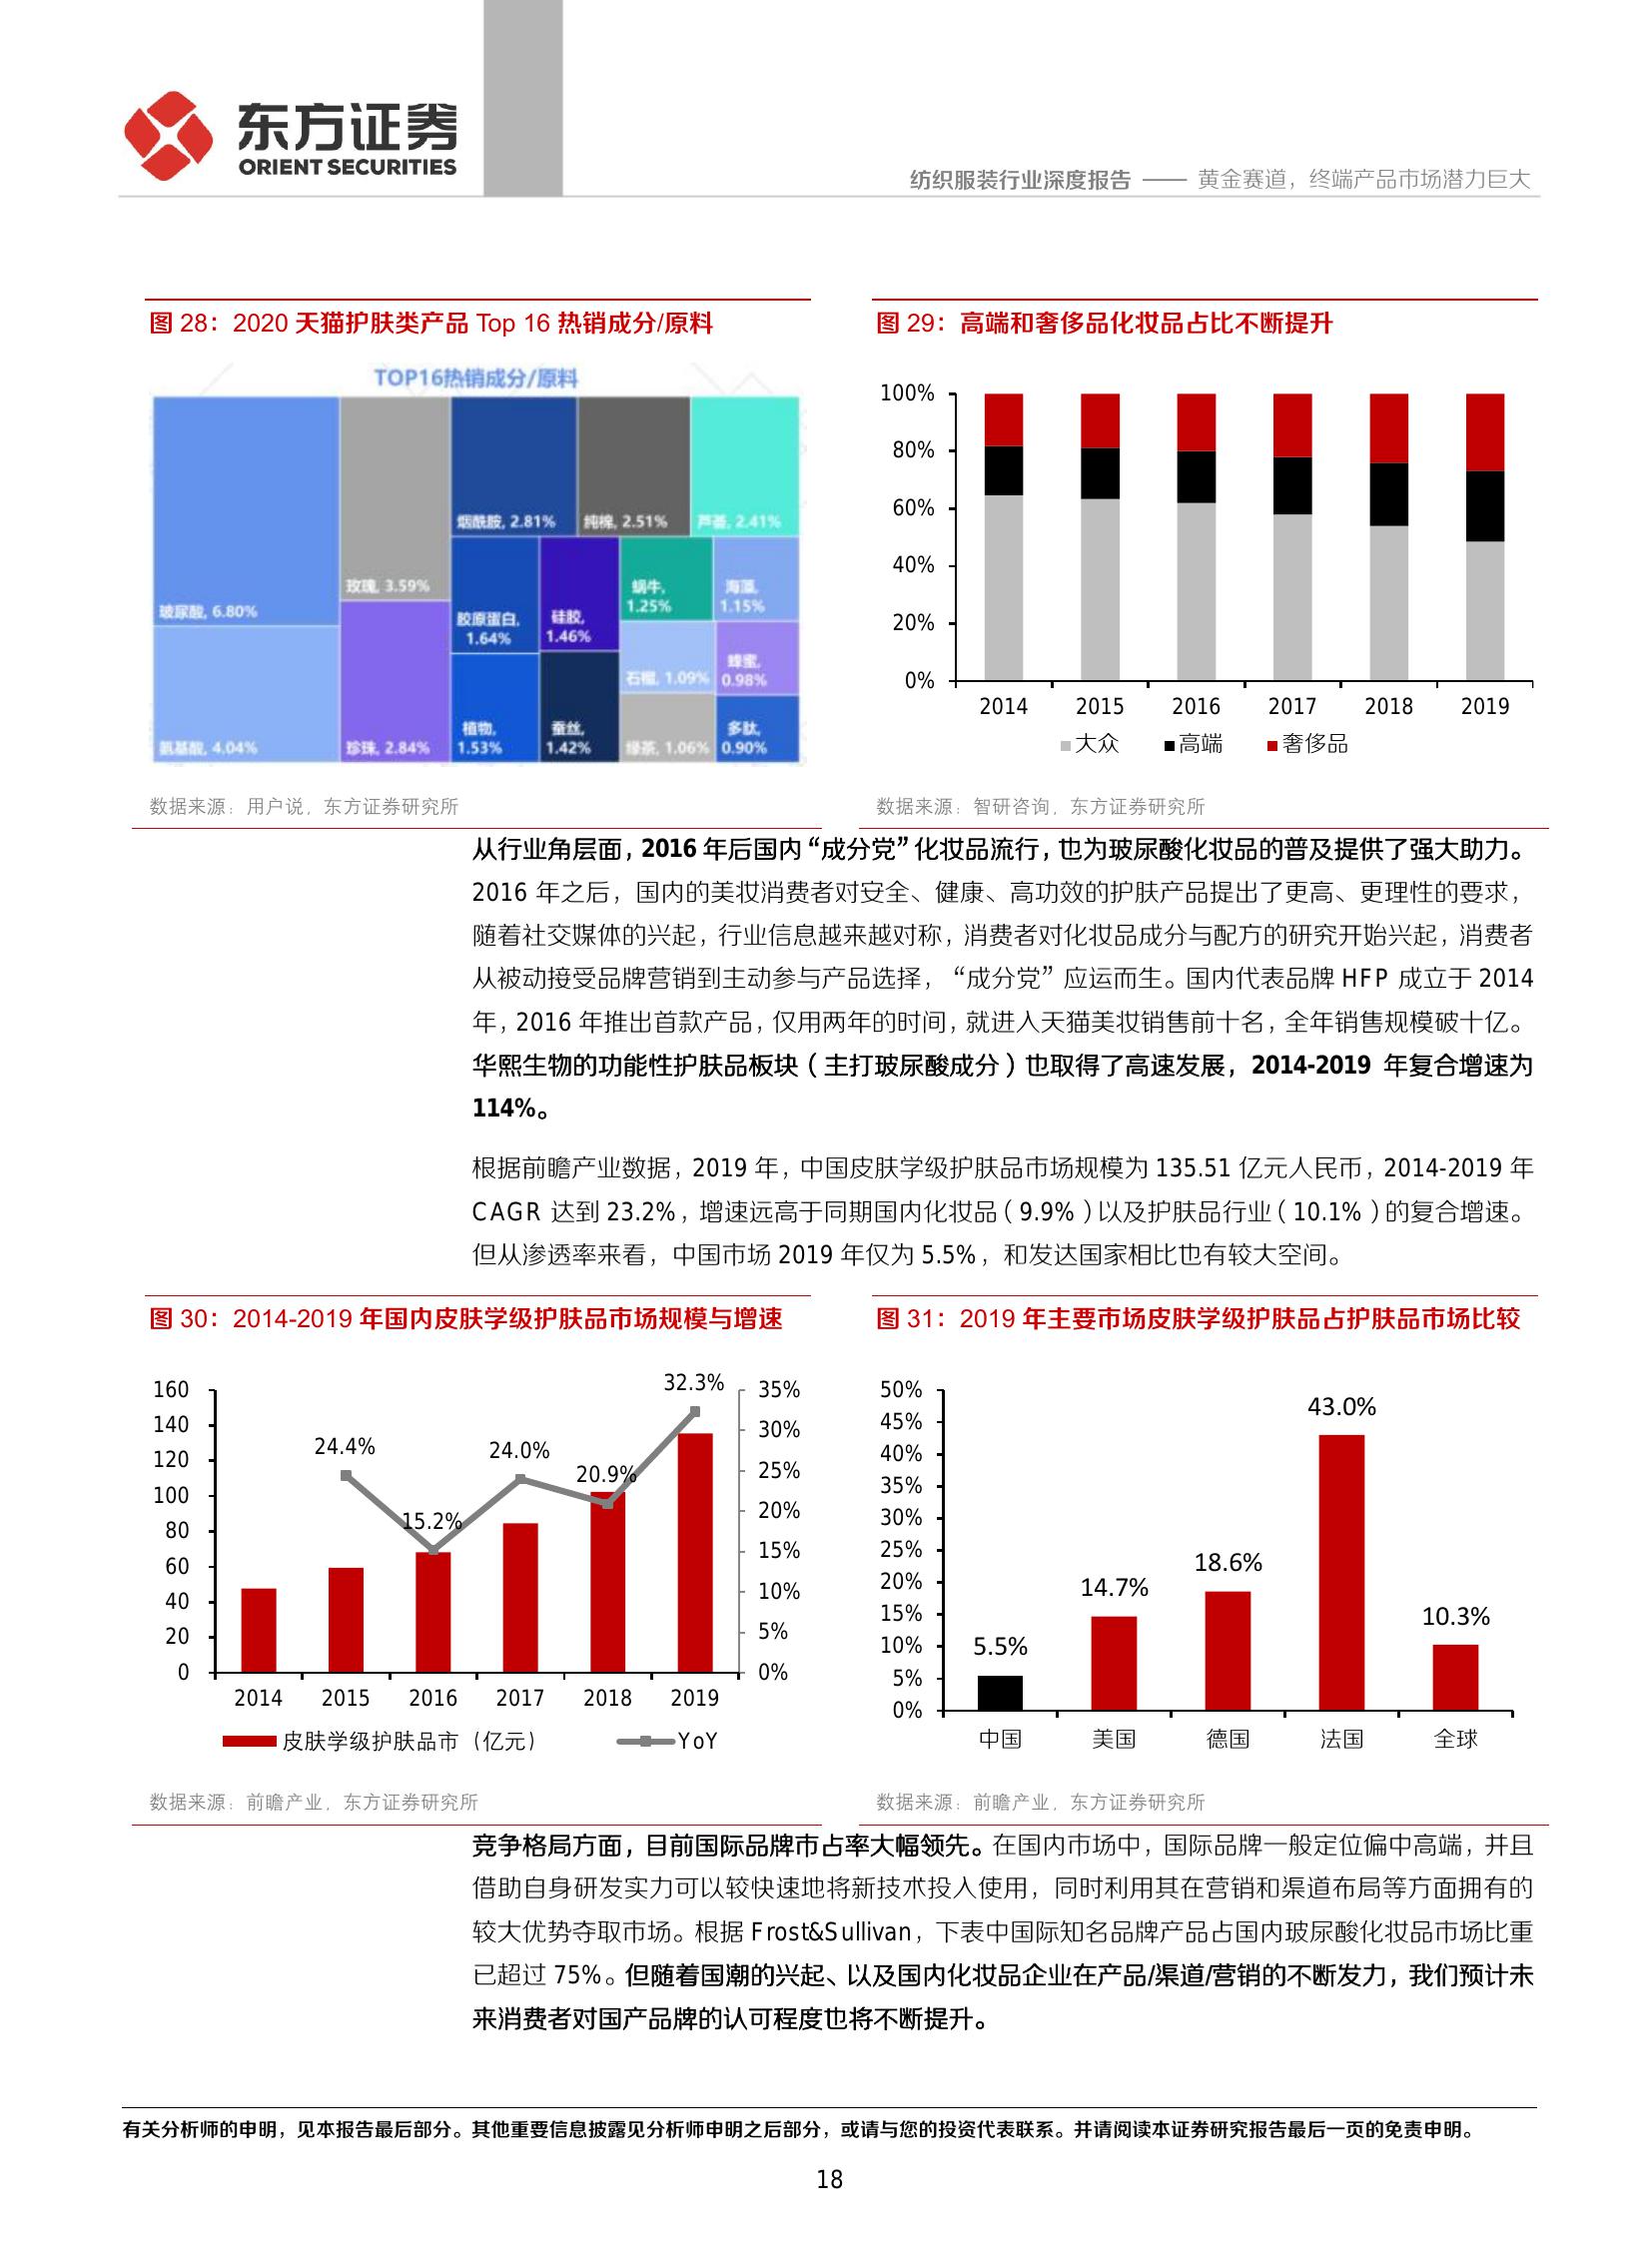 东方证券
ORIENT SECURITIES
纺织服装行业深度报告 —— 黄金赛道，终端产品市场潜力巨大
图 28：2020 天猫护肤类产品 Top 16 热销成分/原料
TOP16热销成分/原料
玻尿酸, 6.80%
氨基酸, 4.04%
玫瑰, 3.59%
珍珠, 2.84%
烟酰胺, 2.81%
纯棉, 2.51%
芦荟, 2.41%
胶原蛋白,
1.64%
植物,
1.53%
硅胶,
1.46%
蚕丝,
1.42%
蜗牛,
1.25%
海藻,
1.15%
石榴, 1.09%
绿茶, 1.06%
蜂蜜,
0.98%
多肽,
0.90%
数据来源：用户说，东方证券研究所
图 29：高端和奢侈品化妆品占比不断提升
100%
80%
60%
40%
20%
0%
2014 2015 2016 2017 2018 2019
大众 高端 奢侈品
数据来源：智研咨询，东方证券研究所
从行业角层面，2016 年后国内“成分党”化妆品流行，也为玻尿酸化妆品的普及提供了强大助力。
2016 年之后，国内的美妆消费者对安全、健康、高功效的护肤产品提出了更高、更理性的要求，
随着社交媒体的兴起，行业信息越来越对称，消费者对化妆品成分与配方的研究开始兴起，消费者
从被动接受品牌营销到主动参与产品选择，“成分党”应运而生。国内代表品牌 HFP 成立于 2014
年，2016 年推出首款产品，仅用两年的时间，就进入天猫美妆销售前十名，全年销售规模破十亿。
华熙生物的功能性护肤品板块（主打玻尿酸成分）也取得了高速发展，2014-2019 年复合增速为
114%。
根据前瞻产业数据，2019 年，中国皮肤学级护肤品市场规模为 135.51 亿元人民币，2014-2019 年
CAGR 达到 23.2%，增速远高于同期国内化妆品（9.9%）以及护肤品行业（10.1%）的复合增速。
但从渗透率来看，中国市场 2019 年仅为 5.5%，和发达国家相比也有较大空间。
图 30：2014-2019 年国内皮肤学级护肤品市场规模与增速
160
140
120
100
80
60
40
20
0
24.4%
15.2%
24.0%
20.9%
32.3%
35%
30%
25%
20%
15%
10%
5%
0%
2014 2015 2016 2017 2018 2019
皮肤学级护肤品市（亿元） YoY
数据来源：前瞻产业，东方证券研究所
图 31：2019 年主要市场皮肤学级护肤品占护肤品市场比较
50%
45%
40%
35%
30%
25%
20%
15%
10%
5%
0%
5.5%
14.7%
18.6%
43.0%
10.3%
中国 美国 德国 法国 全球
数据来源：前瞻产业，东方证券研究所
竞争格局方面，目前国际品牌市占率大幅领先。在国内市场中，国际品牌一般定位偏中高端，并且
借助自身研发实力可以较快速地将新技术投入使用，同时利用其在营销和渠道布局等方面拥有的
较大优势夺取市场。根据 Frost&Sullivan，下表中国际知名品牌产品占国内玻尿酸化妆品市场比重
已超过 75%。但随着国潮的兴起、以及国内化妆品企业在产品/渠道/营销的不断发力，我们预计未
来消费者对国产品牌的认可程度也将不断提升。
有关分析师的申明，见本报告最后部分。其他重要信息披露见分析师申明之后部分，或请与您的投资代表联系。并请阅读本证券研究报告最后一页的免责申明。
18